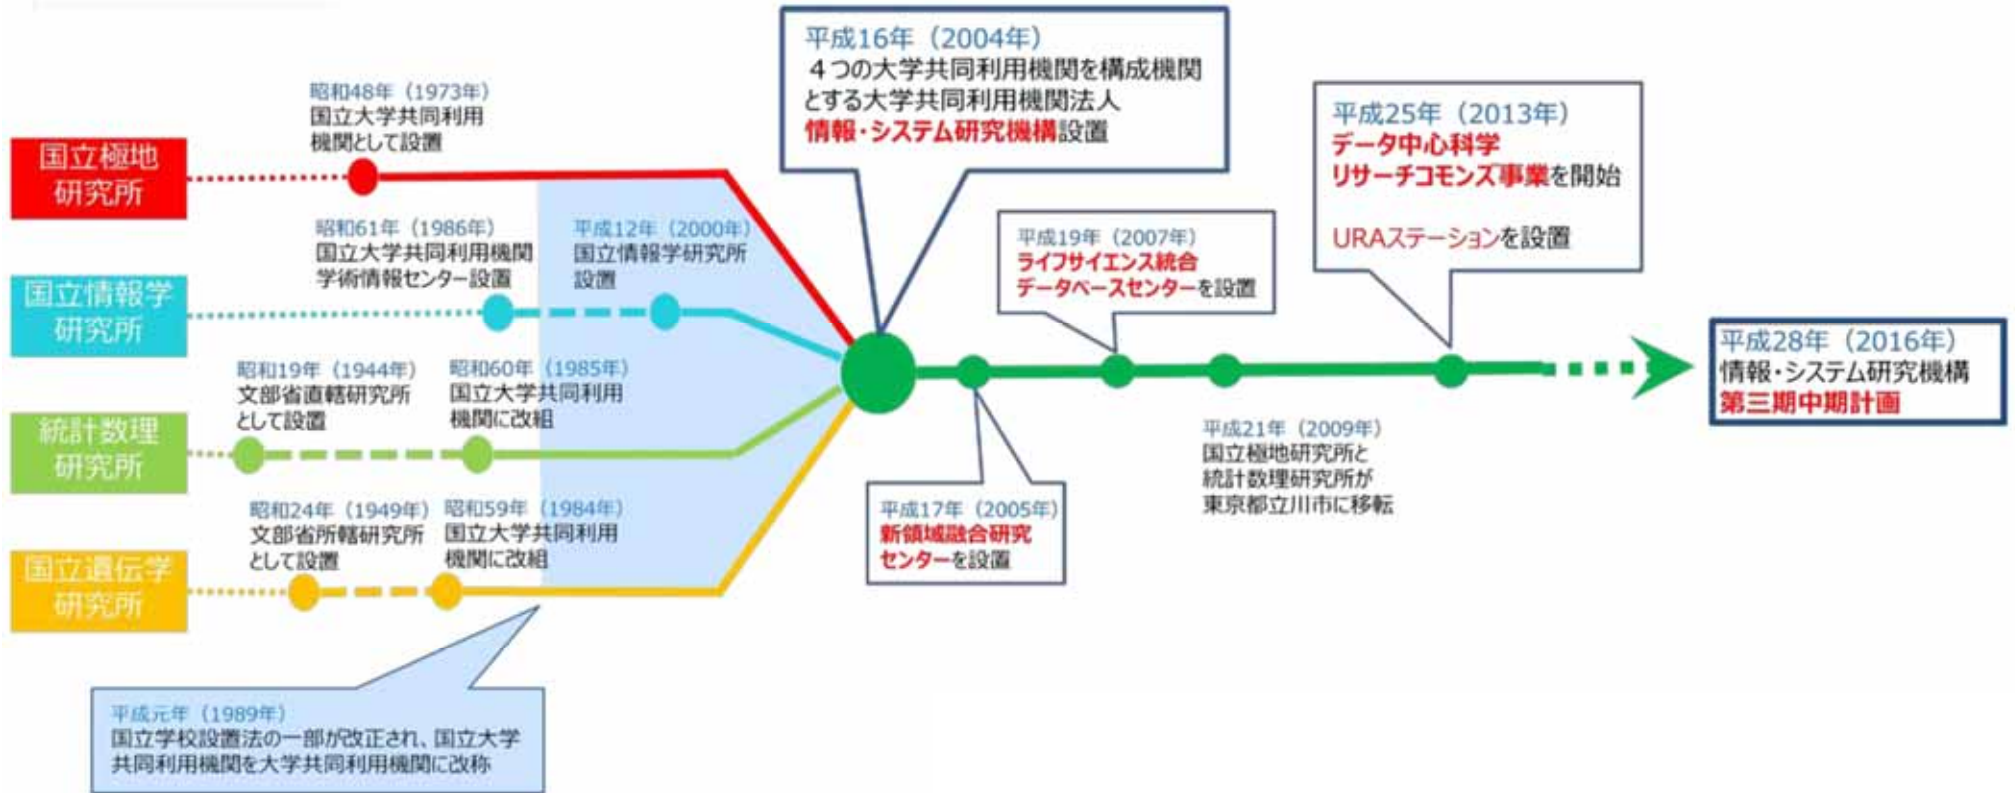 国立極地
研究所
昭和48年（1973年）
国立大学共同利用
機関として設置
国立情報学
研究所
昭和61年（1986年）
国立大学共同利用機関
学術情報センター設置
平成12年（2000年）
国立情報学研究所
設置
統計数理
研究所
昭和19年（1944年）
文部省直轄研究所
として設置
昭和60年（1985年）
国立大学共同利用
機関に改組
国立遺伝学
研究所
昭和24年（1949年）
文部省所轄研究所
として設置
昭和59年（1984年）
国立大学共同利用
機関に改組
平成元年（1989年）
国立学校設置法の一部が改正され、国立大学
共同利用機関を大学共同利用機関に改称
平成16年（2004年）
４つの大学共同利用機関を構成機関
とする大学共同利用機関法人
情報・システム研究機構設置
平成17年（2005年）
新領域融合研究
センターを設置
平成19年（2007年）
ライフサイエンス統合
データベースセンターを設置
平成21年（2009年）
国立極地研究所と
統計数理研究所が
東京都立川市に移転
平成25年（2013年）
データ中心科学
リサーチコモンズ事業を開始
URAステーションを設置
平成28年（2016年）
情報・システム研究機構
第三期中期計画